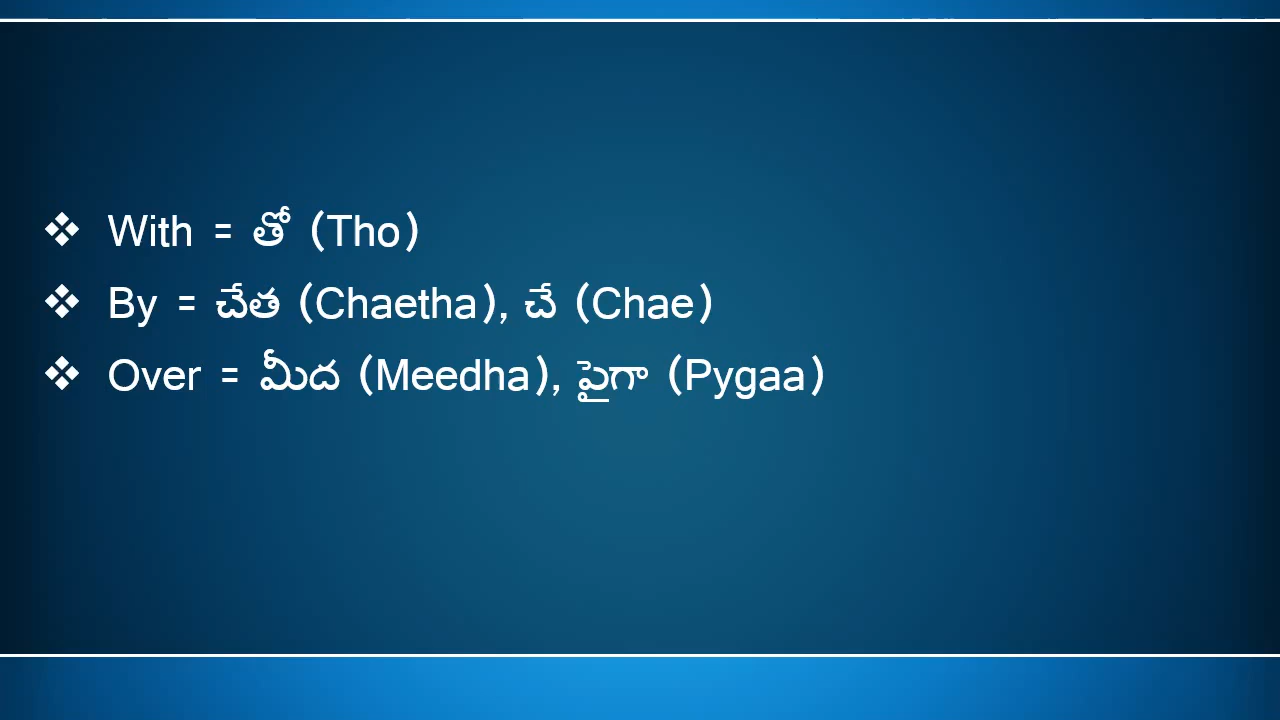 ❖ With = తో (Tho)
❖ By = చేత (Chaetha), చే (Chae)
❖ Over = మీద (Meedha), పైగా (Pygaa)